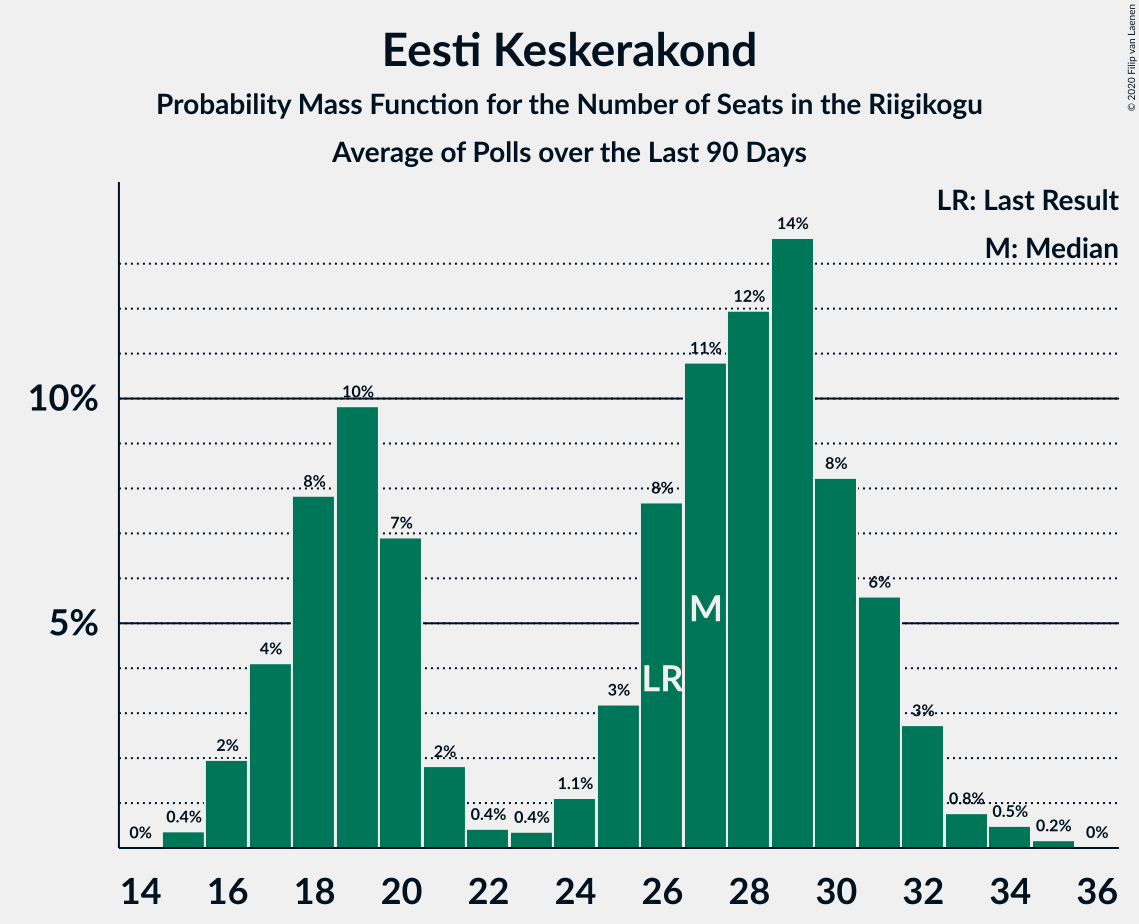 Eesti Keskerakond
Probability Mass Function for the Number of Seats in the Riigikogu
Average of Polls over the Last 90 Days
© 2020 Filip van Laenen
LR: Last Result
M: Median
10%
5%
0%
0.4%
2%
4%
8%
10%
7%
2%
0.4%
0.4%
1.1%
3%
8%
11%
12%
14%
8%
6%
3%
0.8%
0.5%
0.2%
0%
M
LR
14 16 18 20 22 24 26 28 30 32 34 36